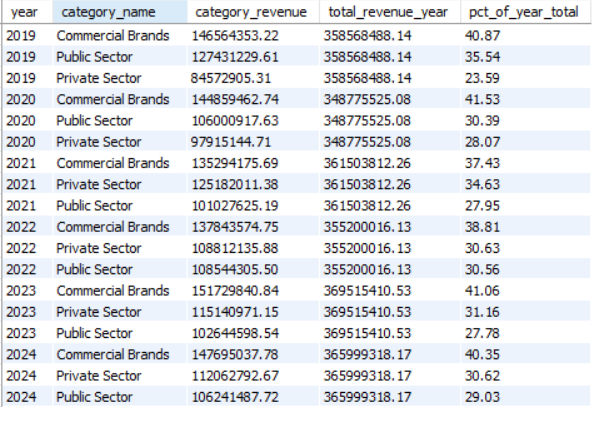 year category_name category_revenue total_revenue_year pct_of_year_total
2019 Commercial Brands 146564353.22 358568488.14 40.87
2019 Public Sector 127431229.61 358568488.14 35.54
2019 Private Sector 84572905.31 358568488.14 23.59
2020 Commercial Brands 144859462.74 348775525.08 41.53
2020 Public Sector 106000917.63 348775525.08 30.39
2020 Private Sector 97915144.71 348775525.08 28.07
2021 Commercial Brands 135294175.69 361503812.26 37.43
2021 Private Sector 125182011.38 361503812.26 34.63
2021 Public Sector 101027625.19 361503812.26 27.95
2022 Commercial Brands 137843574.75 355200016.13 38.81
2022 Private Sector 108812135.88 355200016.13 30.63
2022 Public Sector 108544305.50 355200016.13 30.56
2023 Commercial Brands 151729840.84 369515410.53 41.06
2023 Private Sector 115140971.15 369515410.53 31.16
2023 Public Sector 102644598.54 369515410.53 27.78
2024 Commercial Brands 147695037.78 365999318.17 40.35
2024 Private Sector 112062792.67 365999318.17 30.62
2024 Public Sector 106241487.72 365999318.17 29.03